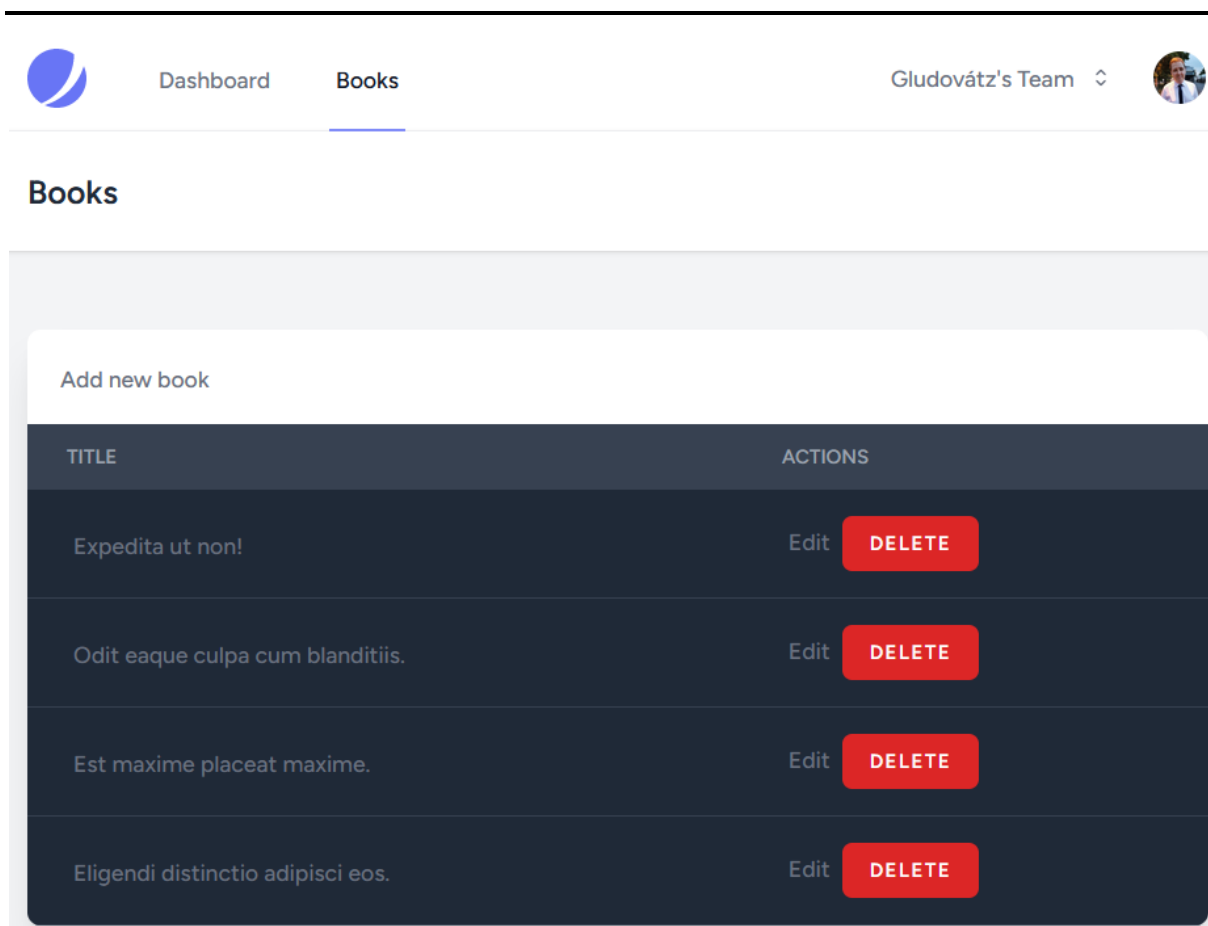 Dashboard Books Gludovátz's Team
Books
Add new book
TITLE ACTIONS
Expedita ut non! Edit DELETE
Odit eaque culpa cum blanditiis. Edit DELETE
Est maxime placeat maxime. Edit DELETE
Eligendi distinctio adipisci eos. Edit DELETE